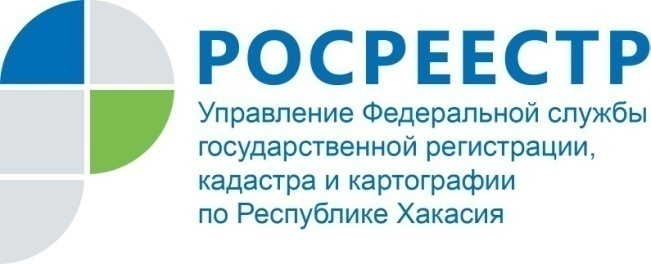 РОСРЕЕСТР
Управление Федеральной службы
государственной регистрации,
кадастра и картографии
по Республике Хакасия